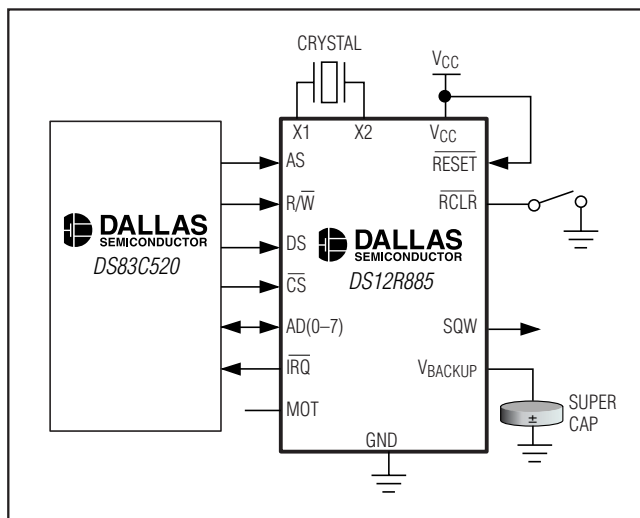 CRYSTAL
VCC
X1 X2 VCC
AS
RESET
R/W
RCLR
DS
CS
AD(0–7)
SQW
IRQ
VBACKUP
MOT
GND
DALLAS
SEMICONDUCTOR
DS83C520
DALLAS
SEMICONDUCTOR
DS12R885
SUPER
CAP
±